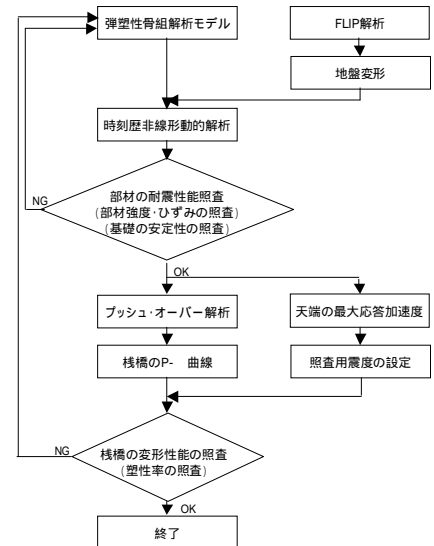 弾塑性骨組解析モデル
FLIP解析
地盤変形
時刻歴非線形動的解析
NG
部材の耐震性能照査
(部材強度・ひずみの照査)
(基礎の安定性の照査)
OK
プッシュ・オーバー解析
天端の最大応答加速度
桟橋のP- 曲線
照査用震度の設定
NG
桟橋の変形性能の照査
(塑性率の照査)
OK
終了